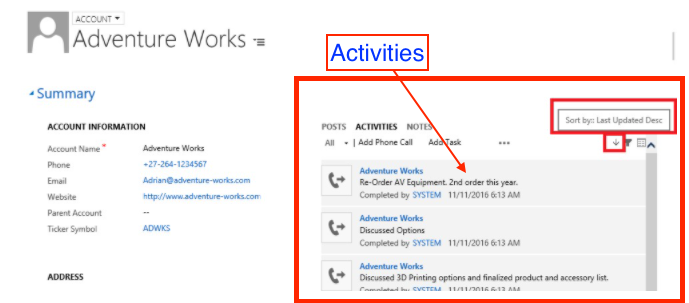 ACCOUNT
Adventure Works
Activities
Summary
ACCOUNT INFORMATION
Account Name * Adventure Works
Phone +27-264-1234567
Email Adrian@adventure-works.com
Website http://www.adventure-works.com
Parent Account --
Ticker Symbol ADWKS
ADDRESS
Sort by:: Last Updated Desc
POSTS ACTIVITIES NOTES
All | Add Phone Call Add Task ...
Adventure Works
Re-Order AV Equipment. 2nd order this year.
Completed by SYSTEM 11/11/2016 6:13 AM
Adventure Works
Discussed Options
Completed by SYSTEM 11/11/2016 6:13 AM
Adventure Works
Discussed 3D Printing options and finalized product and accessory list.
Completed by SYSTEM 11/11/2016 6:13 AM